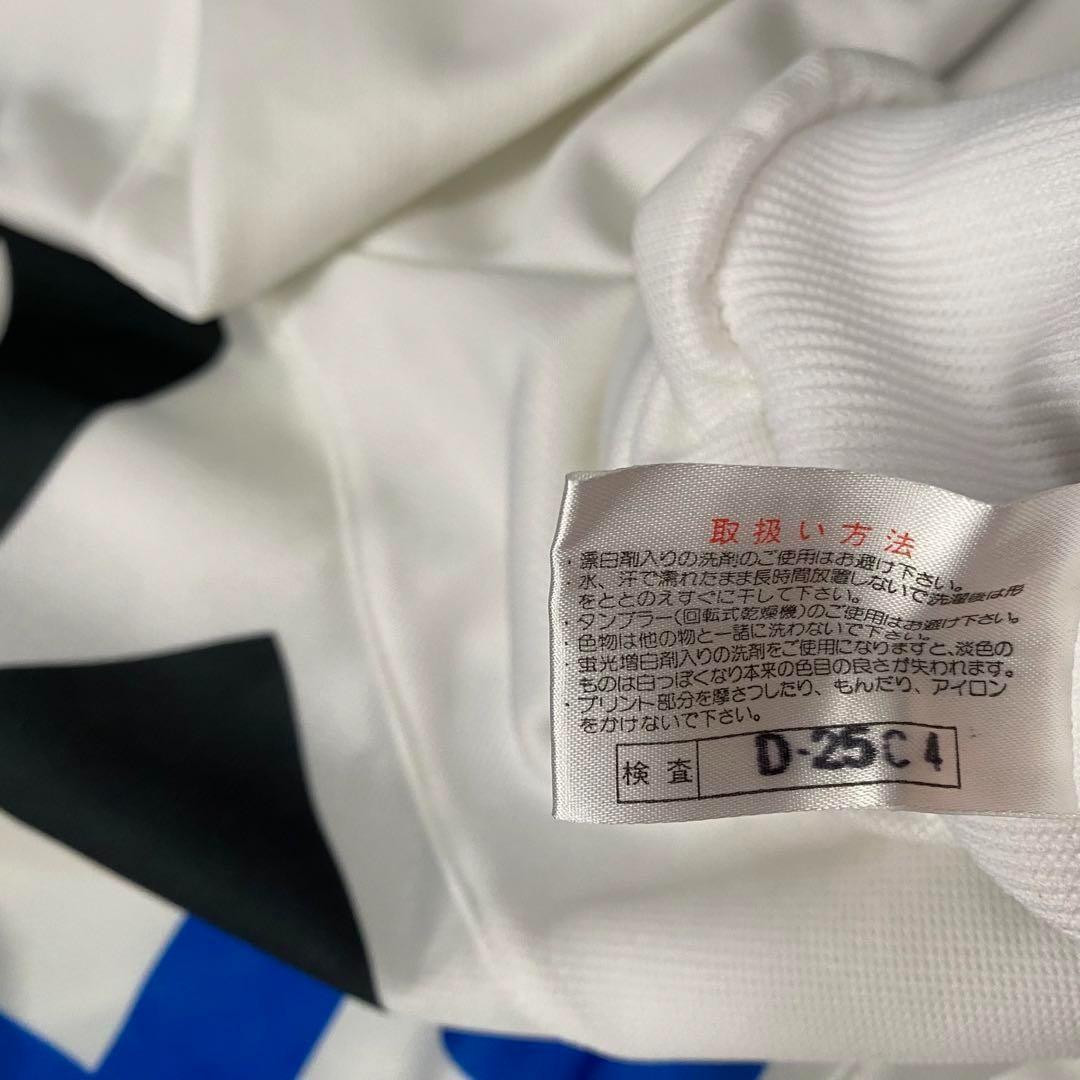 取扱い方法
・漂白剤入りの洗剤のご使用はお避け下さい。
・水、汗で濡れたまま長時間放置しないで洗濯後は形
をととのえすぐに干して下さい。
・タンブラー(回転式乾燥機)のご使用はお避け下さい。
・色物は他の物と一諸に洗わないで下さい。
・蛍光増白剤入りの洗剤をご使用になりますと、淡色の
ものは白っぽくなり本来の色目の良さが失われます。
・プリント部分を摩さつしたり、もんだり、アイロン
をかけないで下さい。
検査 D-25C4